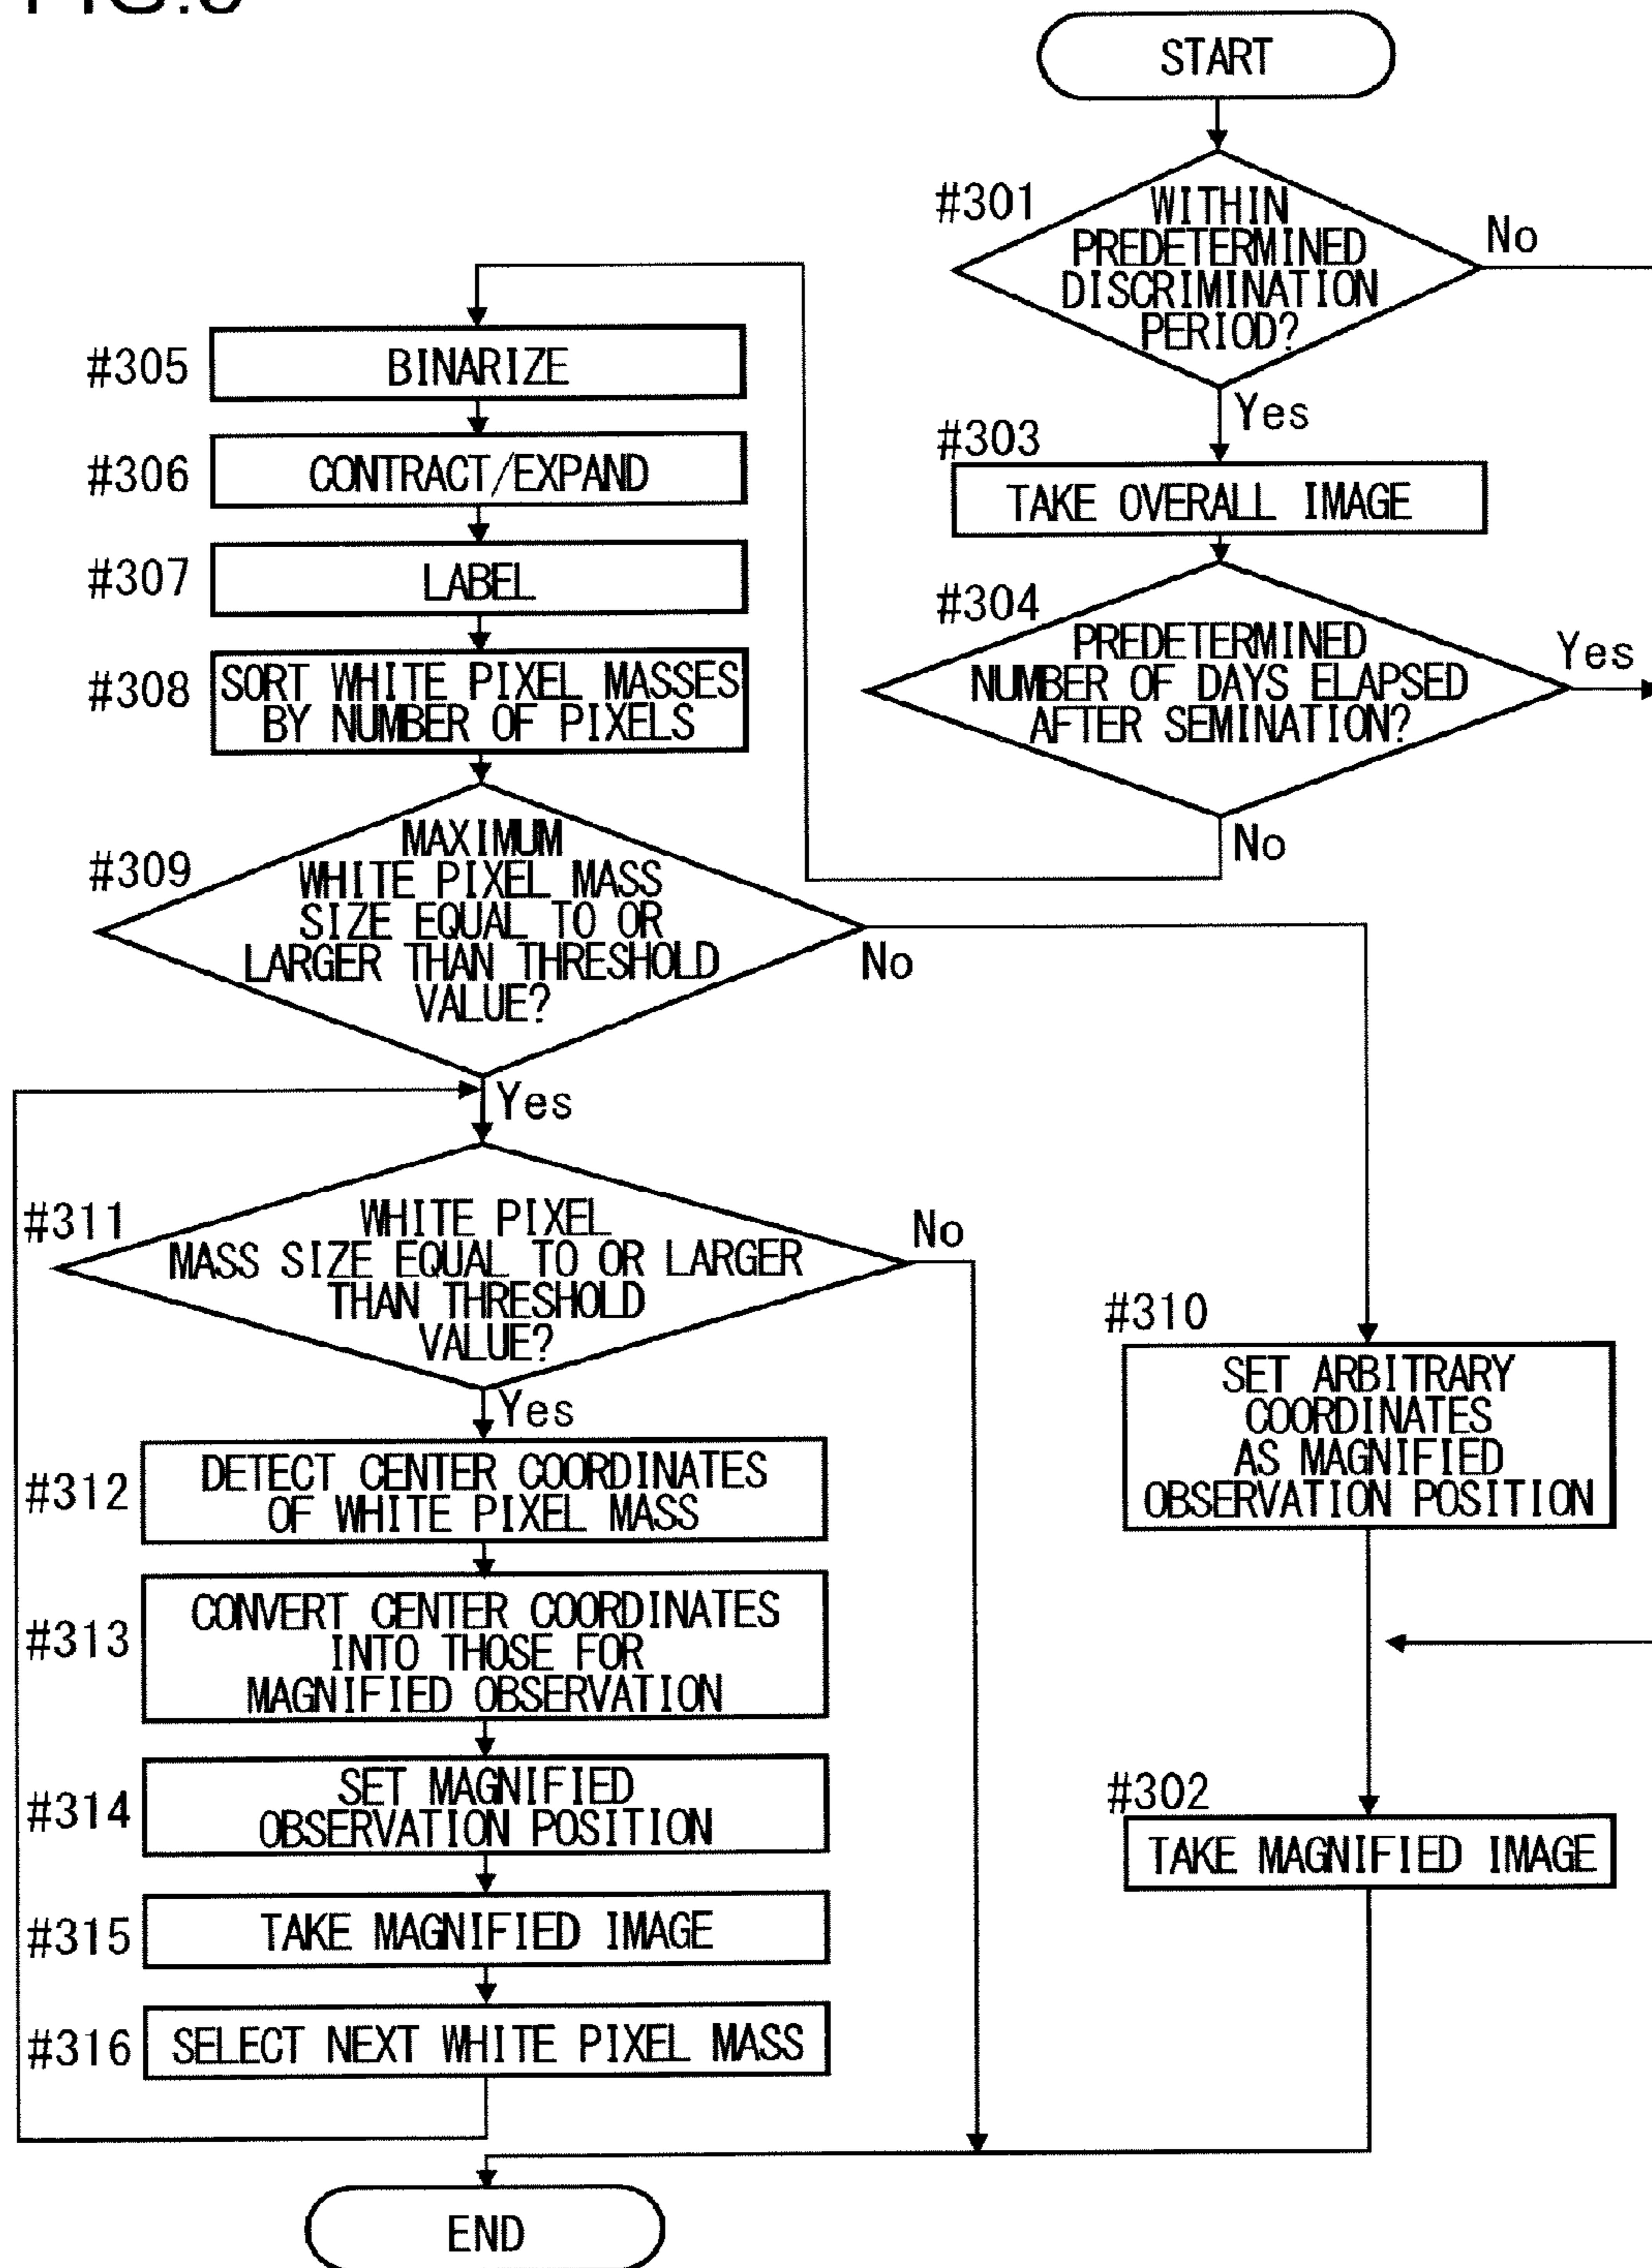 START
#301
WITHIN
PREDETERMINED
DISCRIMINATION
PERIOD?
No
Yes
#303
TAKE OVERALL IMAGE
#304
PREDETERMINED
NUMBER OF DAYS ELAPSED
AFTER SEMINATION?
Yes
No
#305
BINARIZE
#306
CONTRACT/EXPAND
#307
LABEL
#308
SORT WHITE PIXEL MASSES
BY NUMBER OF PIXELS
#309
MAXIMUM
WHITE PIXEL MASS
SIZE EQUAL TO OR
LARGER THAN THRESHOLD
VALUE?
No
Yes
#311
WHITE PIXEL
MASS SIZE EQUAL TO OR LARGER
THAN THRESHOLD
VALUE?
No
Yes
#312
DETECT CENTER COORDINATES
OF WHITE PIXEL MASS
#313
CONVERT CENTER COORDINATES
INTO THOSE FOR
MAGNIFIED OBSERVATION
#314
SET MAGNIFIED
OBSERVATION POSITION
#315
TAKE MAGNIFIED IMAGE
#316
SELECT NEXT WHITE PIXEL MASS
#310
SET ARBITRARY
COORDINATES
AS MAGNIFIED
OBSERVATION POSITION
#302
TAKE MAGNIFIED IMAGE
END